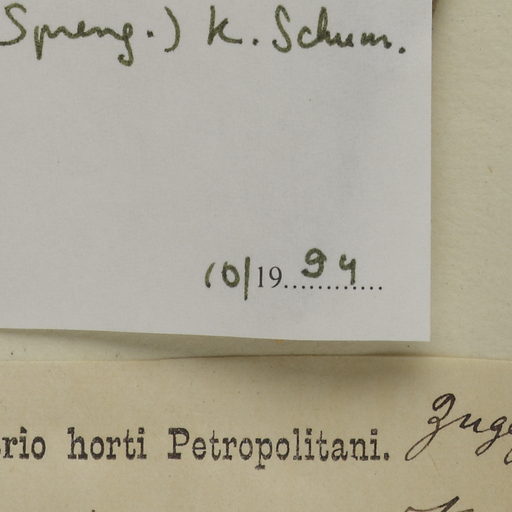 Spreng.) K. Schum.
10/1994
rio horti Petropolitani.